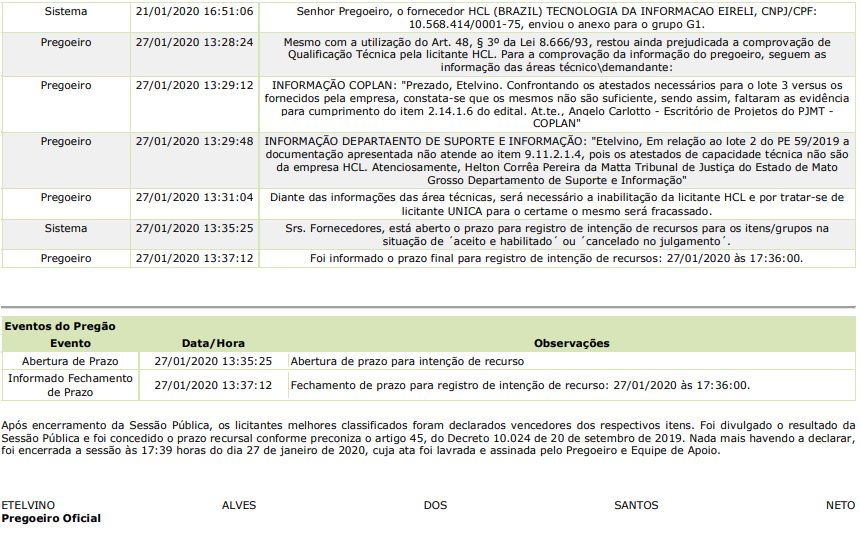 Sistema 21/01/2020 16:51:06 Senhor Pregoeiro, o fornecedor HCL (BRAZIL) TECNOLOGIA DA INFORMACAO EIRELI, CNPJ/CPF:
10.568.414/0001-75, enviou o anexo para o grupo G1.
Pregoeiro 27/01/2020 13:28:24 Mesmo com a utilização do Art. 48, § 3º da Lei 8.666/93, restou ainda prejudicada a comprovação de
Qualificação Técnica pela licitante HCL. Para a comprovação da informação do pregoeiro, seguem as
informação das áreas técnico\demandante:
Pregoeiro 27/01/2020 13:29:12 INFORMAÇÃO COPLAN: "Prezado, Etelvino. Confrontando os atestados necessários para o lote 3 versus os
fornecidos pela empresa, constata-se que os mesmos não são suficiente, sendo assim, faltaram as evidência
para cumprimento do item 2.14.1.6 do edital. At.te., Angelo Carlotto - Escritório de Projetos do PJMT -
COPLAN"
Pregoeiro 27/01/2020 13:29:48 INFORMAÇÃO DEPARTAENTO DE SUPORTE E INFORMAÇÃO: "Etelvino, Em relação ao lote 2 do PE 59/2019 a
documentação apresentada não atende ao item 9.11.2.1.4, pois os atestados de capacidade técnica não são
da empresa HCL. Atenciosamente, Helton Corrêa Pereira da Matta Tribunal de Justiça do Estado de Mato
Grosso Departamento de Suporte e Informação"
Pregoeiro 27/01/2020 13:31:04 Diante das informações das área técnicas, será necessário a inabilitação da licitante HCL e por tratar-se de
licitante UNICA para o certame o mesmo será fracassado.
Sistema 27/01/2020 13:35:25 Srs. Fornecedores, está aberto o prazo para registro de intenção de recursos para os itens/grupos na
situação de ´aceito e habilitado´ ou ´cancelado no julgamento´.
Pregoeiro 27/01/2020 13:37:12 Foi informado o prazo final para registro de intenção de recursos: 27/01/2020 às 17:36:00.
Eventos do Pregão
Evento Data/Hora Observações
Abertura de Prazo 27/01/2020 13:35:25 Abertura de prazo para intenção de recurso
Informado Fechamento
de Prazo 27/01/2020 13:37:12 Fechamento de prazo para registro de intenção de recurso: 27/01/2020 às 17:36:00.
Após encerramento da Sessão Pública, os licitantes melhores classificados foram declarados vencedores dos respectivos itens. Foi divulgado o resultado da
Sessão Pública e foi concedido o prazo recursal conforme preconiza o artigo 45, do Decreto 10.024 de 20 de setembro de 2019. Nada mais havendo a declarar,
foi encerrada a sessão às 17:39 horas do dia 27 de janeiro de 2020, cuja ata foi lavrada e assinada pelo Pregoeiro e Equipe de Apoio.
ETELVINO ALVES DOS SANTOS NETO
Pregoeiro Oficial